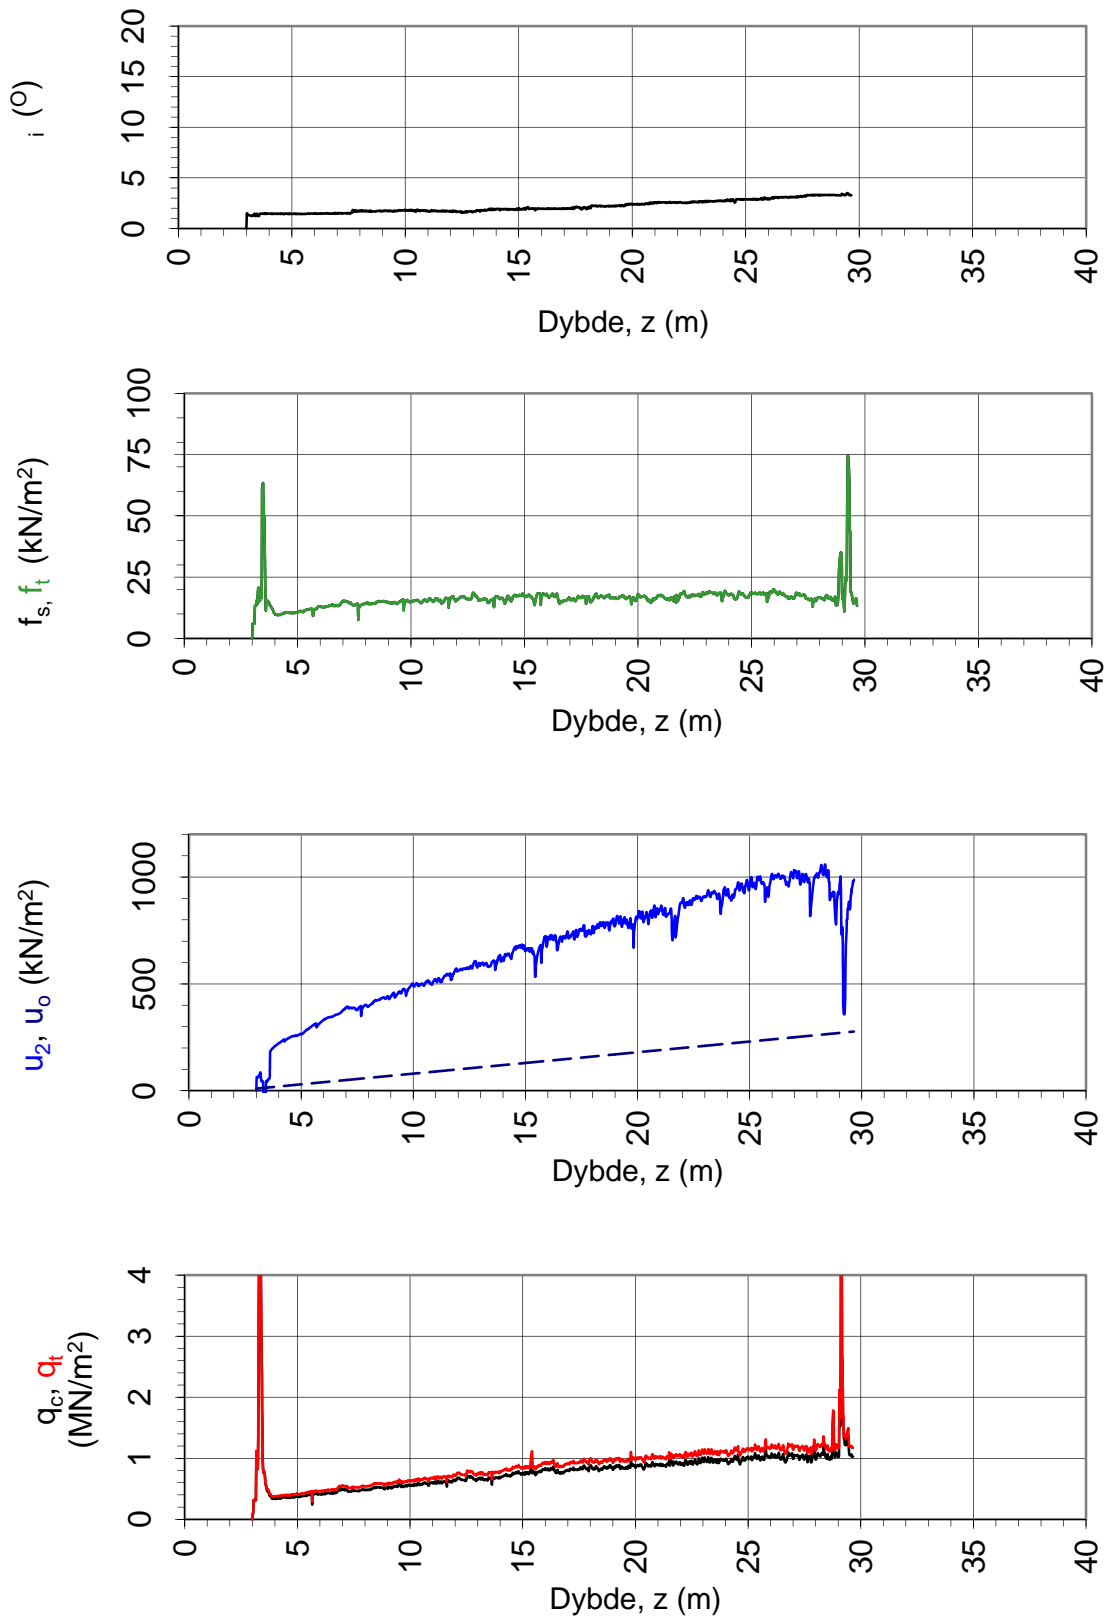 i (O)
20
15
10
5
0
0 5 10 15 20 25 30 35 40
Dybde, z (m)
fs, ft (kN/m2)
100
75
50
25
0
0 5 10 15 20 25 30 35 40
Dybde, z (m)
u2, uo (kN/m2)
1000
500
0
0 5 10 15 20 25 30 35 40
Dybde, z (m)
qc, qt
(MN/m2)
4
3
2
1
0
0 5 10 15 20 25 30 35 40
Dybde, z (m)